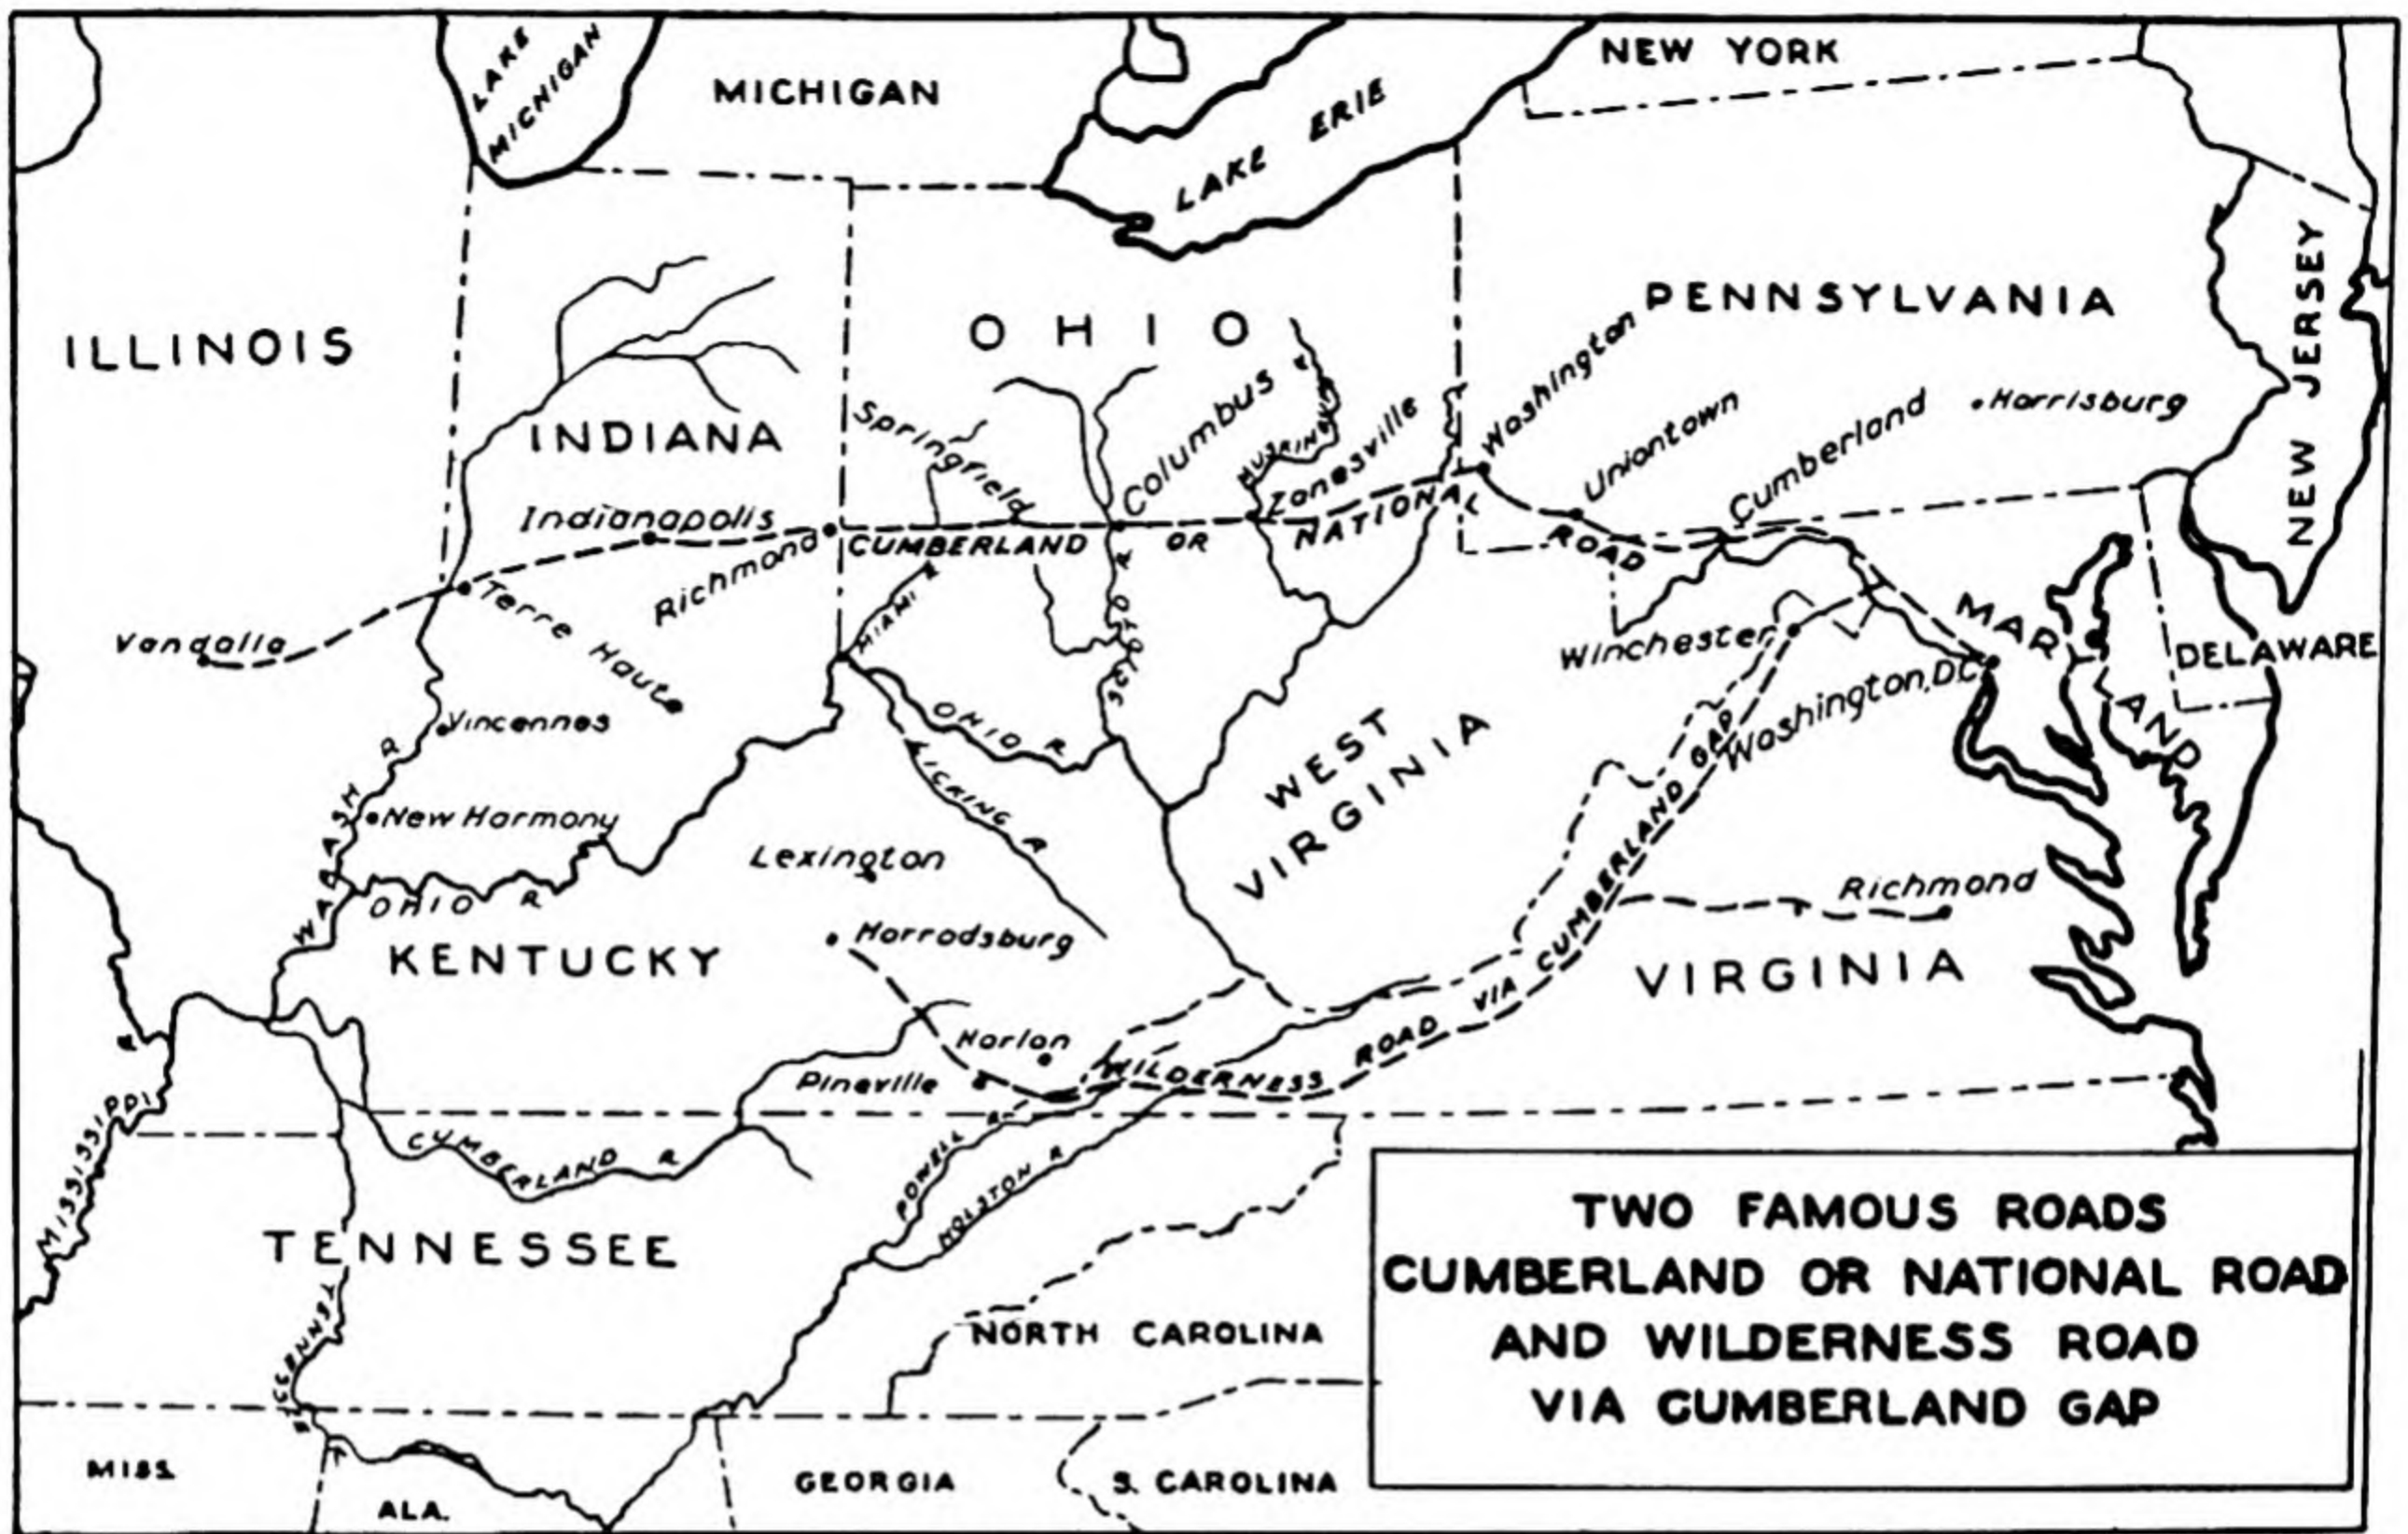 LAKE MICHIGAN
MICHIGAN
LAKE ERIE
NEW YORK
PENNSYLVANIA
NEW JERSEY
ILLINOIS
INDIANA
OHIO
Springfield
Columbus
MUSKINGUM
Zanesville
Washington
Uniontown
Cumberland
Harrisburg
Indianapolis
Richmond
CUMBERLAND OR NATIONAL ROAD
Vandalia
Terre Haute
MIAMI R
SCIOTO R
Winchester
Washington, D.C.
MARYLAND
DELAWARE
Vincennes
WABASH R
New Harmony
OHIO R
OHIO R
LICKING R
WEST VIRGINIA
Lexington
Harrodsburg
KENTUCKY
Richmond
VIRGINIA
Harlan
Pineville
WILDERNESS ROAD VIA CUMBERLAND GAP
MISSISSIPPI R
CUMBERLAND R
POWELL R
HOLSTON R
TENNESSEE
TENNESSEE R
NORTH CAROLINA
MISS.
ALA.
GEORGIA
S. CAROLINA
TWO FAMOUS ROADS
CUMBERLAND OR NATIONAL ROAD
AND WILDERNESS ROAD
VIA CUMBERLAND GAP